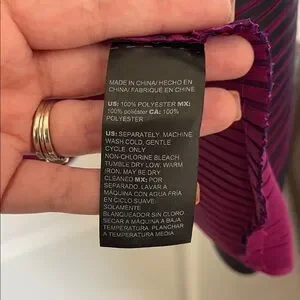 MADE IN CHINA/ HECHO EN
CHINA/ FABRIQUÉ EN CHINE
US: 100% POLYESTER MX:
100% poliéster CA: 100%
POLYESTER
US: SEPARATELY, MACHINE
WASH COLD, GENTLE
CYCLE ONLY
NON-CHLORINE BLEACH
TUMBLE DRY LOW. WARM
IRON, MAY BE DRY
CLEANED MX: POR
SEPARADO, LAVAR A
MÁQUINA CON AGUA FRÍA
EN CICLO SUAVE,
SOLAMENTE
BLANQUEADOR SIN CLORO
SECAR A MÁQUINA A BAJA
TEMPERATURA, PLANCHAR
A TEMPERATURA MEDIA